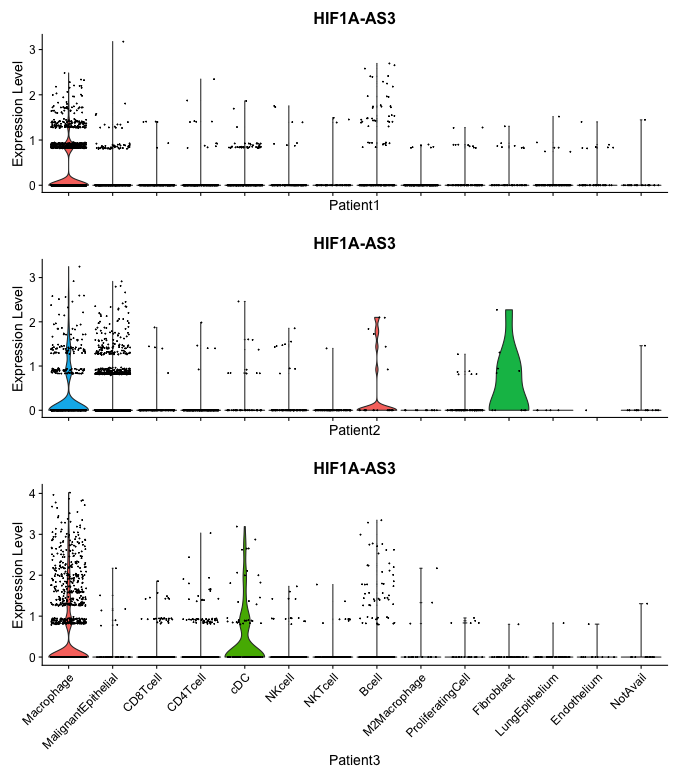 HIF1A-AS3
Expression Level
3
2
1
0
Patient1
HIF1A-AS3
Expression Level
3
2
1
0
Patient2
HIF1A-AS3
Expression Level
4
3
2
1
0
Macrophage
MalignantEpithelial
CD8Tcell
CD4Tcell
cDC
NKcell
NKTcell
Bcell
M2Macrophage
ProliferatingCell
Fibroblast
LungEpithelium
Endothelium
NotAvail
Patient3